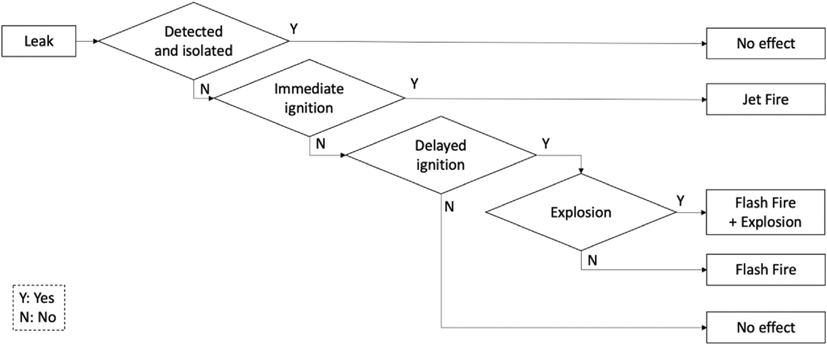 Leak
Detected
and isolated
Y
No effect
N
Immediate
ignition
Y
Jet Fire
N
Delayed
ignition
Y
N
Explosion
Y
Flash Fire
+ Explosion
N
Flash Fire
No effect
Y: Yes
N: No